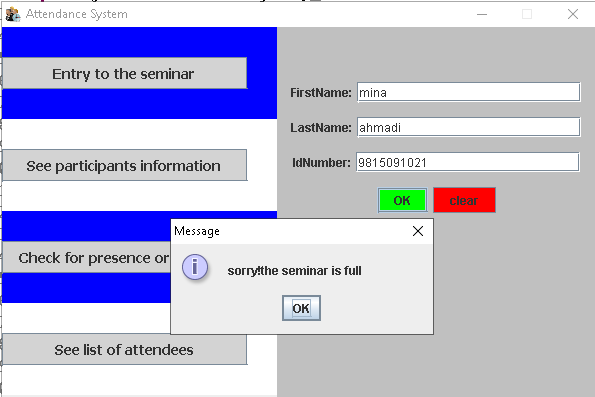 Attendance System
Entry to the seminar
See participants information
Check for presence or
See list of attendees
FirstName: mina
LastName: ahmadi
IdNumber: 9815091021
OK clear
Message
sorry!the seminar is full
OK